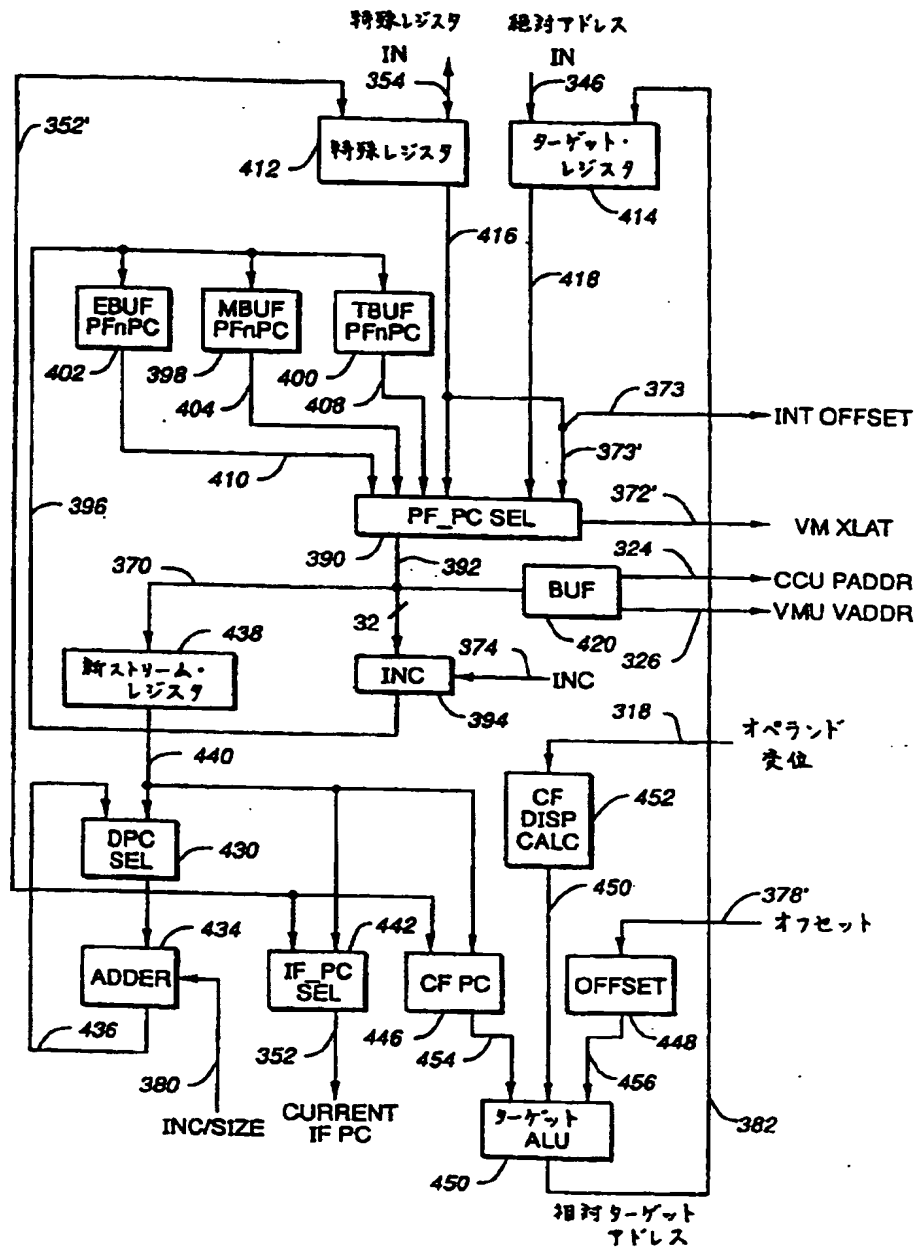 特殊レジスタ
IN
絶対アドレス
IN
354
346
352'
特殊レジスタ
412
ターゲット・
レジスタ
414
416
418
EBUF
PFnPC
MBUF
PFnPC
TBUF
PFnPC
402
398
400
404
408
373
INT OFFSET
373'
410
396
372'
PF_PC SEL
VM XLAT
390
392
324
370
BUF
CCU PADDR
VMU VADDR
32
420
326
438
新ストリーム・
レジスタ
374
INC
INC
394
318
オペランド
変位
440
CF
DISP
CALC
452
DPC
SEL
430
450
378'
オフセット
434
442
ADDER
IF_PC
SEL
CF PC
OFFSET
436
352
446
454
448
456
380
INC/SIZE
CURRENT
IF PC
ターゲット
ALU
382
450
相対ターゲット
アドレス